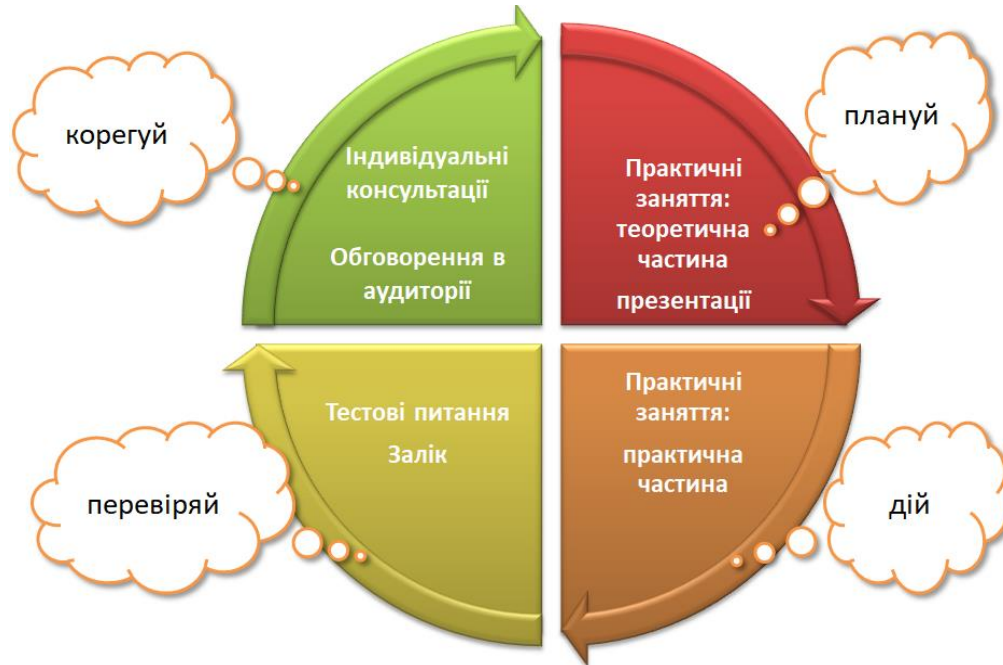 корегуй
Індивідуальні
консультації
Обговорення в
аудиторії
плануй
Практичні
заняття:
теоретична
частина
презентації
перевіряй
Тестові питання
Залік
Практичні
заняття:
практична
частина
дій